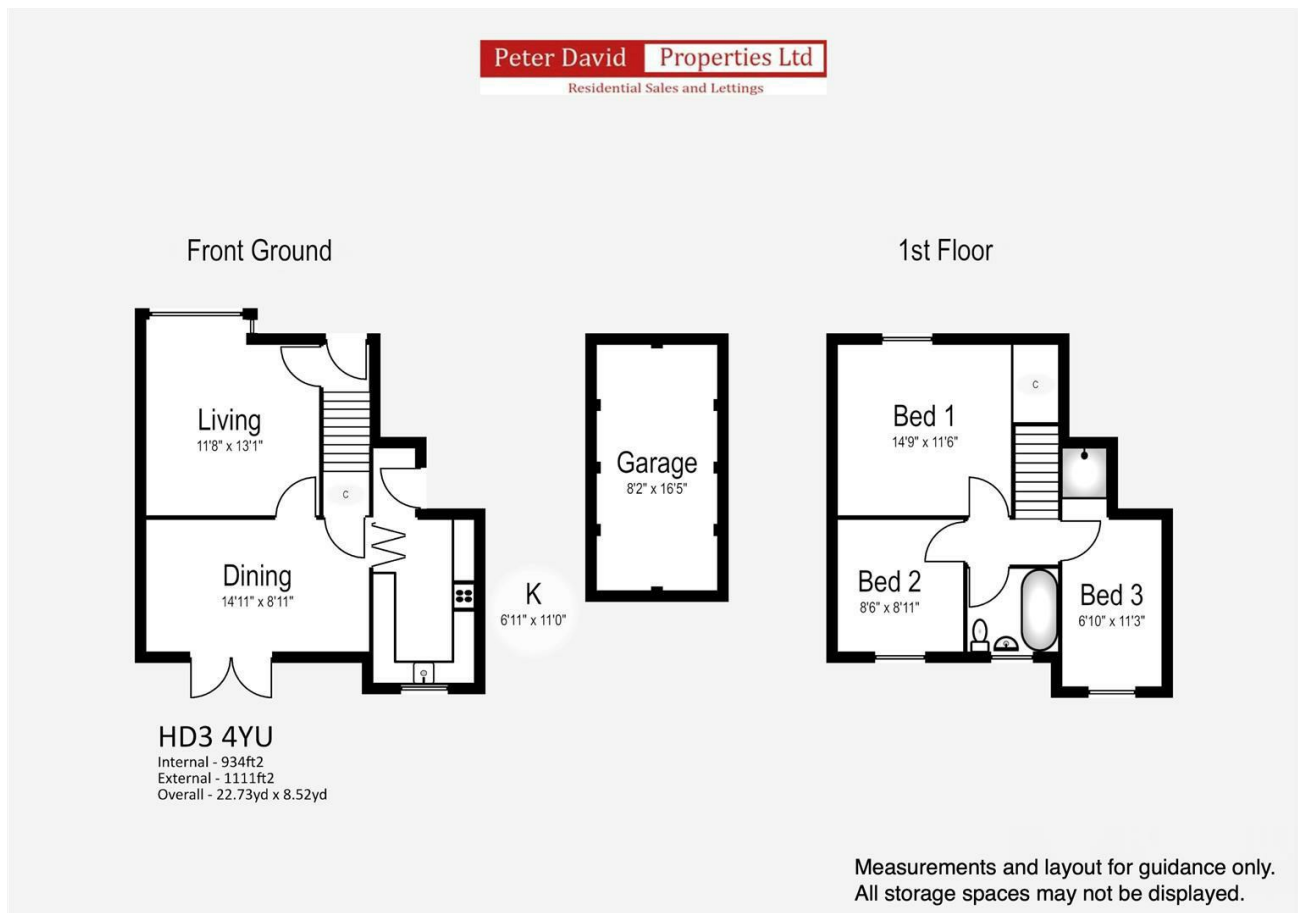 Peter David Properties Ltd
Residential Sales and Lettings
Front Ground
1st Floor
Living
11'8" x 13'1"
C
Dining
14'11" x 8'11"
K
6'11" x 11'0"
Garage
8'2" x 16'5"
Bed 1
14'9" x 11'6"
C
Bed 2
8'6" x 8'11"
Bed 3
6'10" x 11'3"
HD3 4YU
Internal - 934ft2
External - 1111ft2
Overall - 22.73yd x 8.52yd
Measurements and layout for guidance only.
All storage spaces may not be displayed.